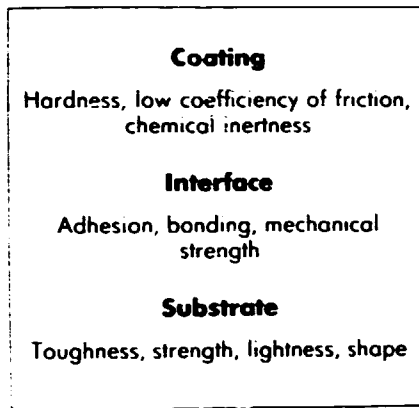 Coating
Hardness, low coefficiency of friction,
chemical inertness
Interface
Adhesion, bonding, mechanical
strength
Substrate
Toughness, strength, lightness, shape